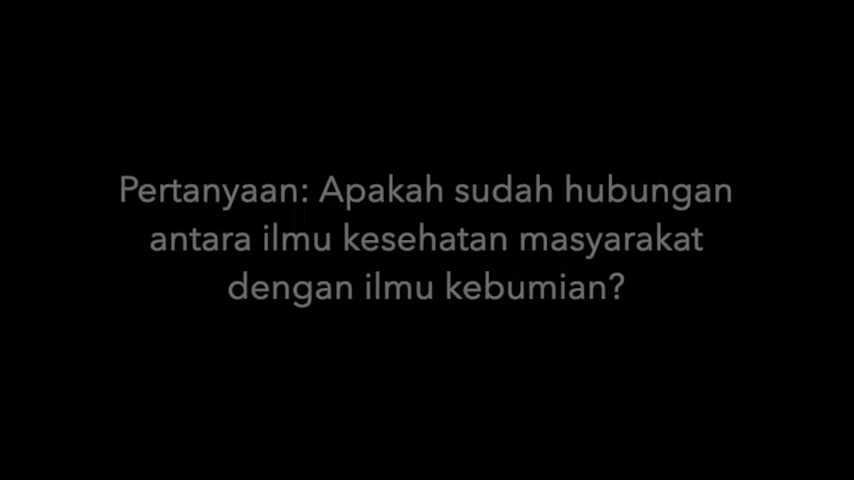 Pertanyaan: Apakah sudah hubungan
antara ilmu kesehatan masyarakat
dengan ilmu kebumian?